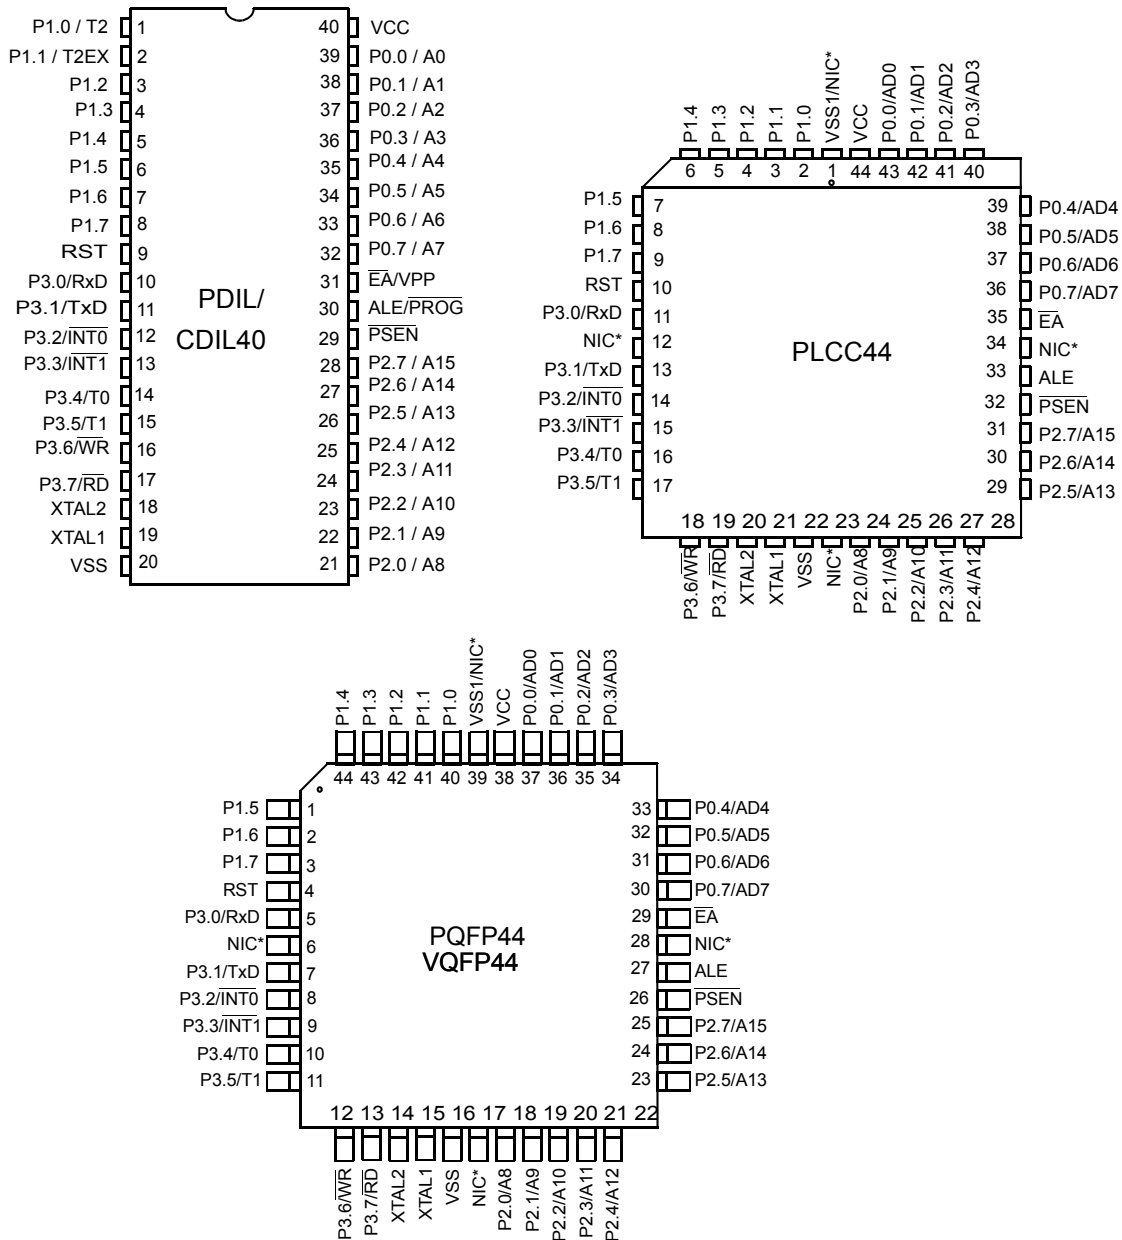 P1.0 / T2 1 40 VCC
P1.1 / T2EX 2 39 P0.0 / A0
P1.2 3 38 P0.1 / A1
P1.3 4 37 P0.2 / A2
P1.4 5 36 P0.3 / A3
P1.5 6 35 P0.4 / A4
P1.6 7 34 P0.5 / A5
P1.7 8 33 P0.6 / A6
RST 9 32 P0.7 / A7
P3.0/RxD 10 31 EA/VPP
P3.1/TxD 11 30 ALE/PROG
P3.2/INT0 12 29 PSEN
P3.3/INT1 13 28 P2.7 / A15
P3.4/T0 14 27 P2.6 / A14
P3.5/T1 15 26 P2.5 / A13
P3.6/WR 16 25 P2.4 / A12
P3.7/RD 17 24 P2.3 / A11
XTAL2 18 23 P2.2 / A10
XTAL1 19 22 P2.1 / A9
VSS 20 21 P2.0 / A8
PDIL/
CDIL40
P1.4 P1.3 P1.2 P1.1 P1.0 VSS1/NIC* VCC P0.0/AD0 P0.1/AD1 P0.2/AD2 P0.3/AD3
6 5 4 3 2 1 44 43 42 41 40
P1.5 7 39 P0.4/AD4
P1.6 8 38 P0.5/AD5
P1.7 9 37 P0.6/AD6
RST 10 36 P0.7/AD7
P3.0/RxD 11 35 EA
NIC* 12 34 NIC*
P3.1/TxD 13 33 ALE
P3.2/INT0 14 32 PSEN
P3.3/INT1 15 31 P2.7/A15
P3.4/T0 16 30 P2.6/A14
P3.5/T1 17 29 P2.5/A13
PLCC44
18 19 20 21 22 23 24 25 26 27 28
P3.6/WR P3.7/RD XTAL2 XTAL1 VSS NIC* P2.0/A8 P2.1/A9 P2.2/A10 P2.3/A11 P2.4/A12
P1.4 P1.3 P1.2 P1.1 P1.0 VSS1/NIC* VCC P0.0/AD0 P0.1/AD1 P0.2/AD2 P0.3/AD3
44 43 42 41 40 39 38 37 36 35 34
P1.5 1 33 P0.4/AD4
P1.6 2 32 P0.5/AD5
P1.7 3 31 P0.6/AD6
RST 4 30 P0.7/AD7
P3.0/RxD 5 29 EA
NIC* 6 28 NIC*
P3.1/TxD 7 27 ALE
P3.2/INT0 8 26 PSEN
P3.3/INT1 9 25 P2.7/A15
P3.4/T0 10 24 P2.6/A14
P3.5/T1 11 23 P2.5/A13
PQFP44
VQFP44
12 13 14 15 16 17 18 19 20 21 22
P3.6/WR P3.7/RD XTAL2 XTAL1 VSS NIC* P2.0/A8 P2.1/A9 P2.2/A10 P2.3/A11 P2.4/A12